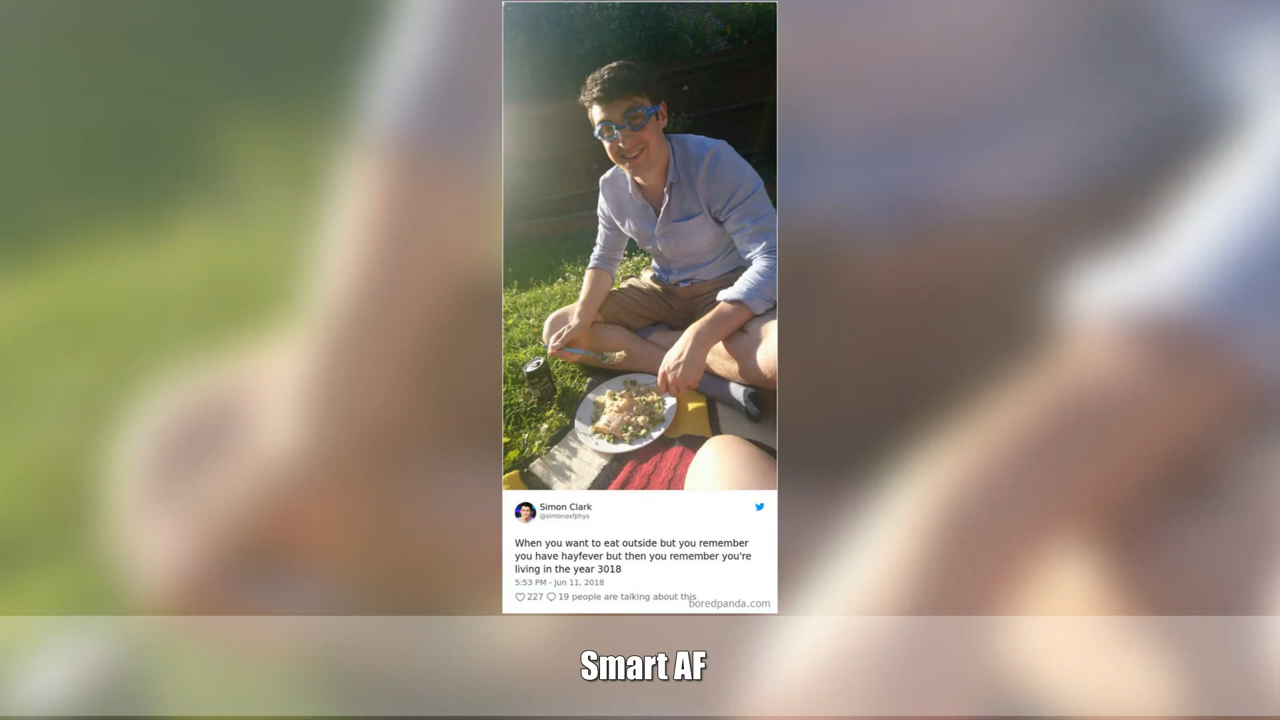 Simon Clark
@simonoxfphys
When you want to eat outside but you remember
you have hayfever but then you remember you're
living in the year 3018
5:53 PM - Jun 11, 2018
227 19 people are talking about this
boredpanda.com
Smart AF